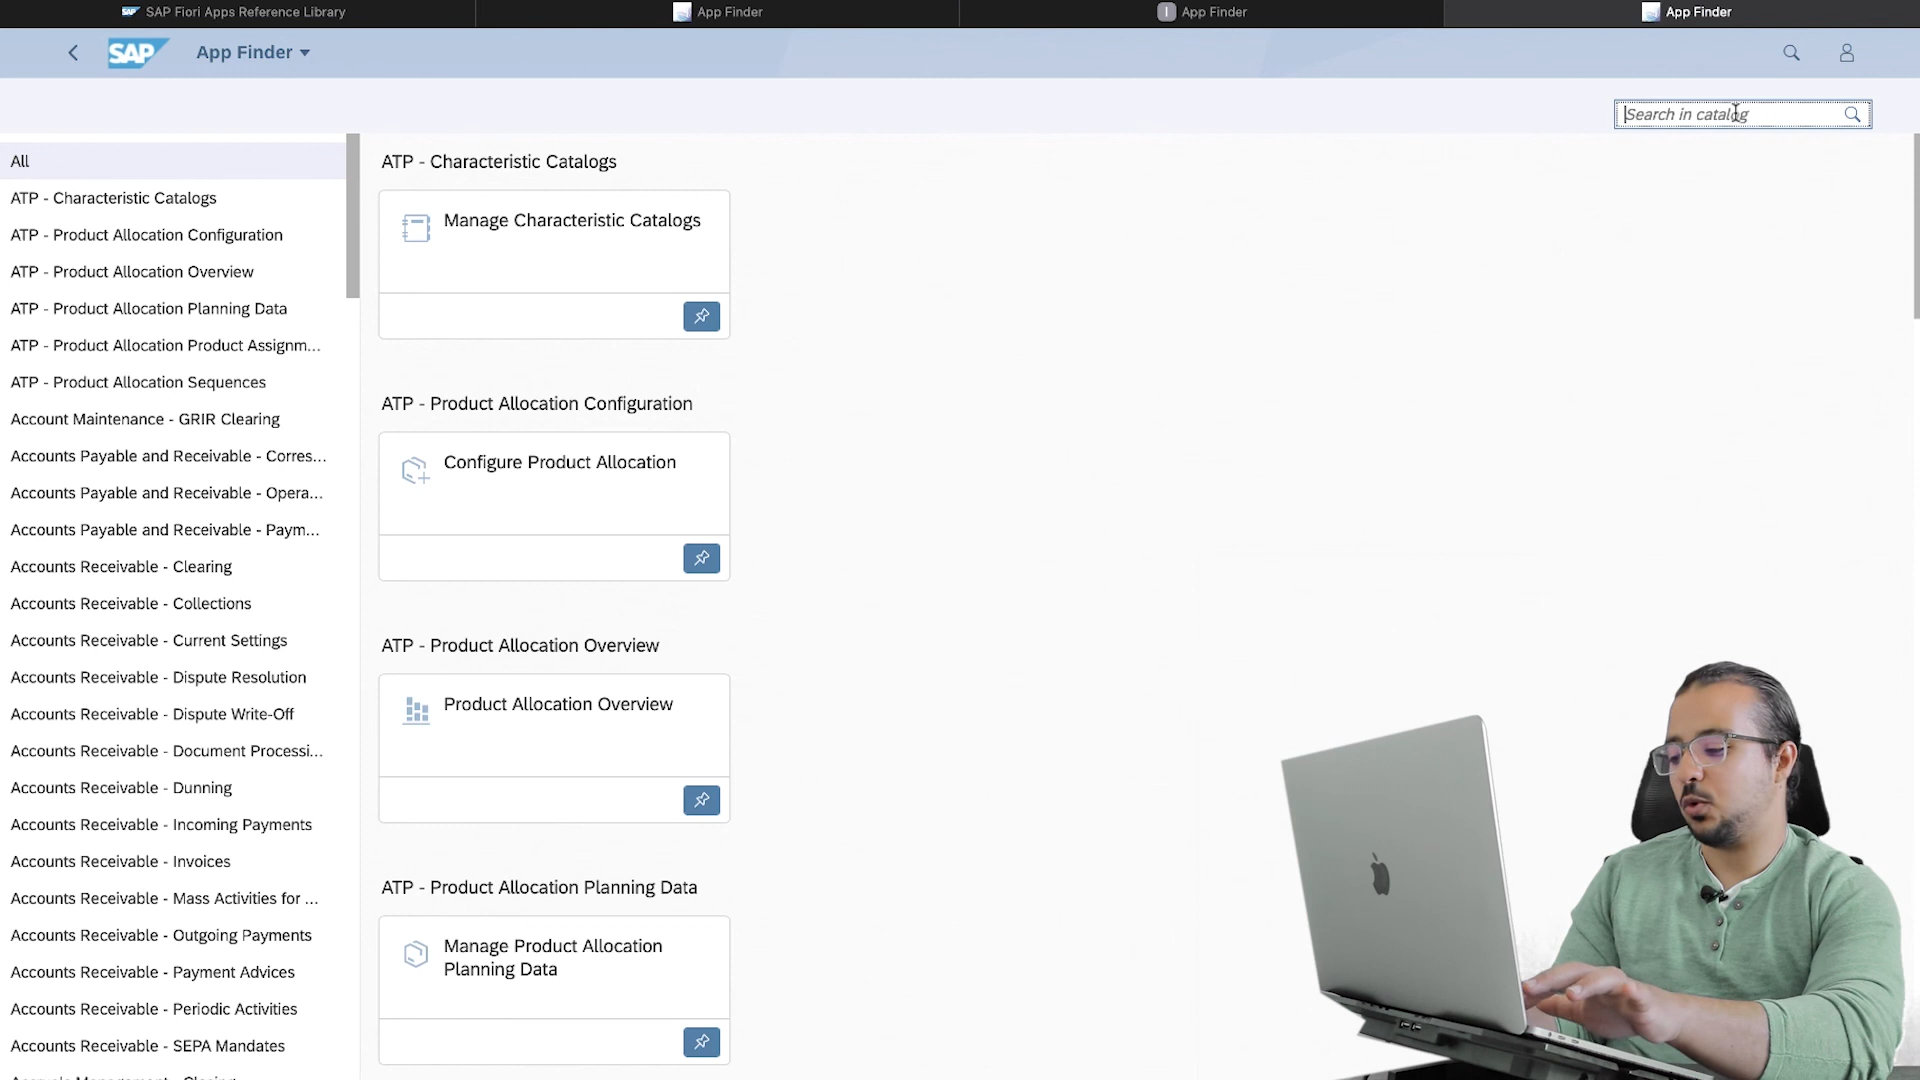 SAP SAP Fiori Apps Reference Library
App Finder
I App Finder
App Finder
SAP App Finder
Search in catalog
All
ATP - Characteristic Catalogs
ATP - Product Allocation Configuration
ATP - Product Allocation Overview
ATP - Product Allocation Planning Data
ATP - Product Allocation Product Assignm...
ATP - Product Allocation Sequences
Account Maintenance - GRIR Clearing
Accounts Payable and Receivable - Corres...
Accounts Payable and Receivable - Opera...
Accounts Payable and Receivable - Paym...
Accounts Receivable - Clearing
Accounts Receivable - Collections
Accounts Receivable - Current Settings
Accounts Receivable - Dispute Resolution
Accounts Receivable - Dispute Write-Off
Accounts Receivable - Document Processi...
Accounts Receivable - Dunning
Accounts Receivable - Incoming Payments
Accounts Receivable - Invoices
Accounts Receivable - Mass Activities for ...
Accounts Receivable - Outgoing Payments
Accounts Receivable - Payment Advices
Accounts Receivable - Periodic Activities
Accounts Receivable - SEPA Mandates
ATP - Characteristic Catalogs
Manage Characteristic Catalogs
ATP - Product Allocation Configuration
Configure Product Allocation
ATP - Product Allocation Overview
Product Allocation Overview
ATP - Product Allocation Planning Data
Manage Product Allocation
Planning Data